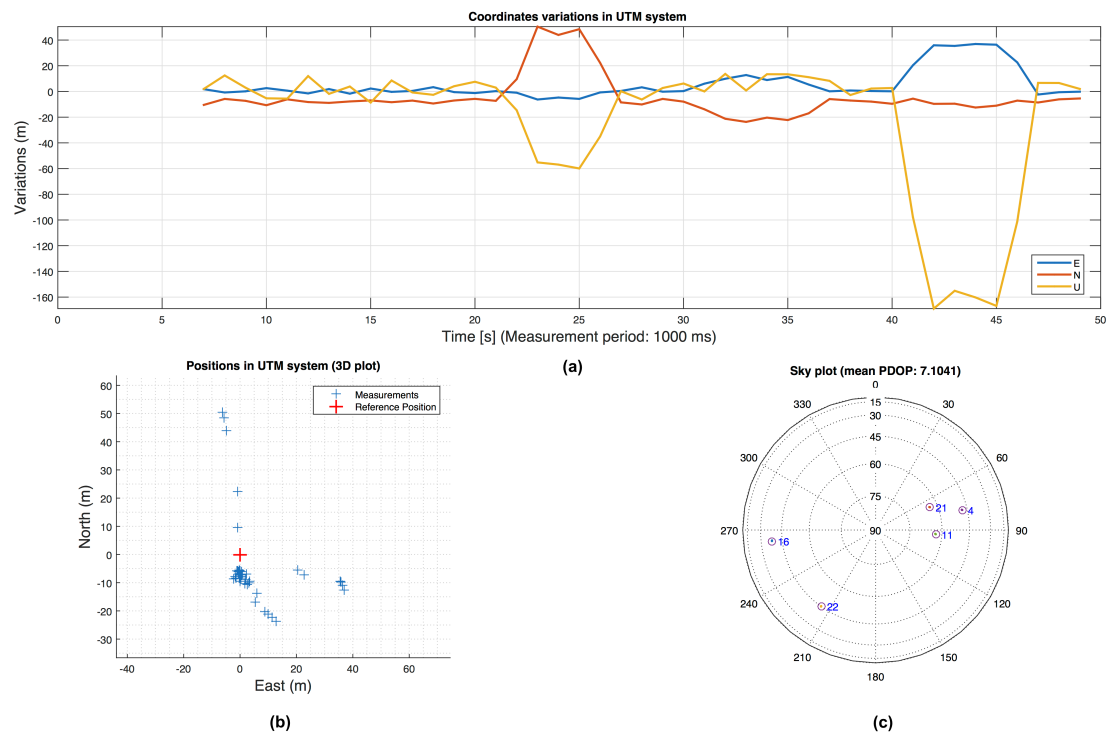 Coordinates variations in UTM system
Variations (m)
40
20
0
-20
-40
-60
-80
-100
-120
-140
-160
E
N
U
0 5 10 15 20 25 30 35 40 45 50
Time [s] (Measurement period: 1000 ms)
(a)
Positions in UTM system (3D plot)
North (m)
60
50
40
30
20
10
0
-10
-20
-30
Measurements
Reference Position
-40 -20 0 20 40 60
East (m)
(b)
Sky plot (mean PDOP: 7.1041)
0
15
30
45
60
75
90
30
60
90
120
150
180
210
240
270
300
330
21
4
11
16
22
(c)